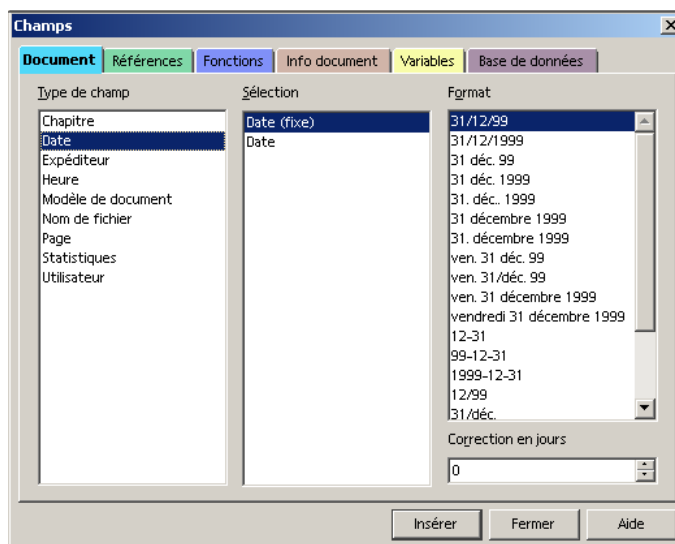 Champs
Document Références Fonctions Info document Variables Base de données
Type de champ
Chapitre
Date
Expéditeur
Heure
Modèle de document
Nom de fichier
Page
Statistiques
Utilisateur
Sélection
Date (fixe)
Date
Format
31/12/99
31/12/1999
31 déc. 99
31 déc. 1999
31. déc.. 1999
31 décembre 1999
31. décembre 1999
ven. 31 déc. 99
ven. 31/déc. 99
ven. 31 décembre 1999
vendredi 31 décembre 1999
12-31
99-12-31
1999-12-31
12/99
31/déc.
Correction en jours
0
Insérer Fermer Aide